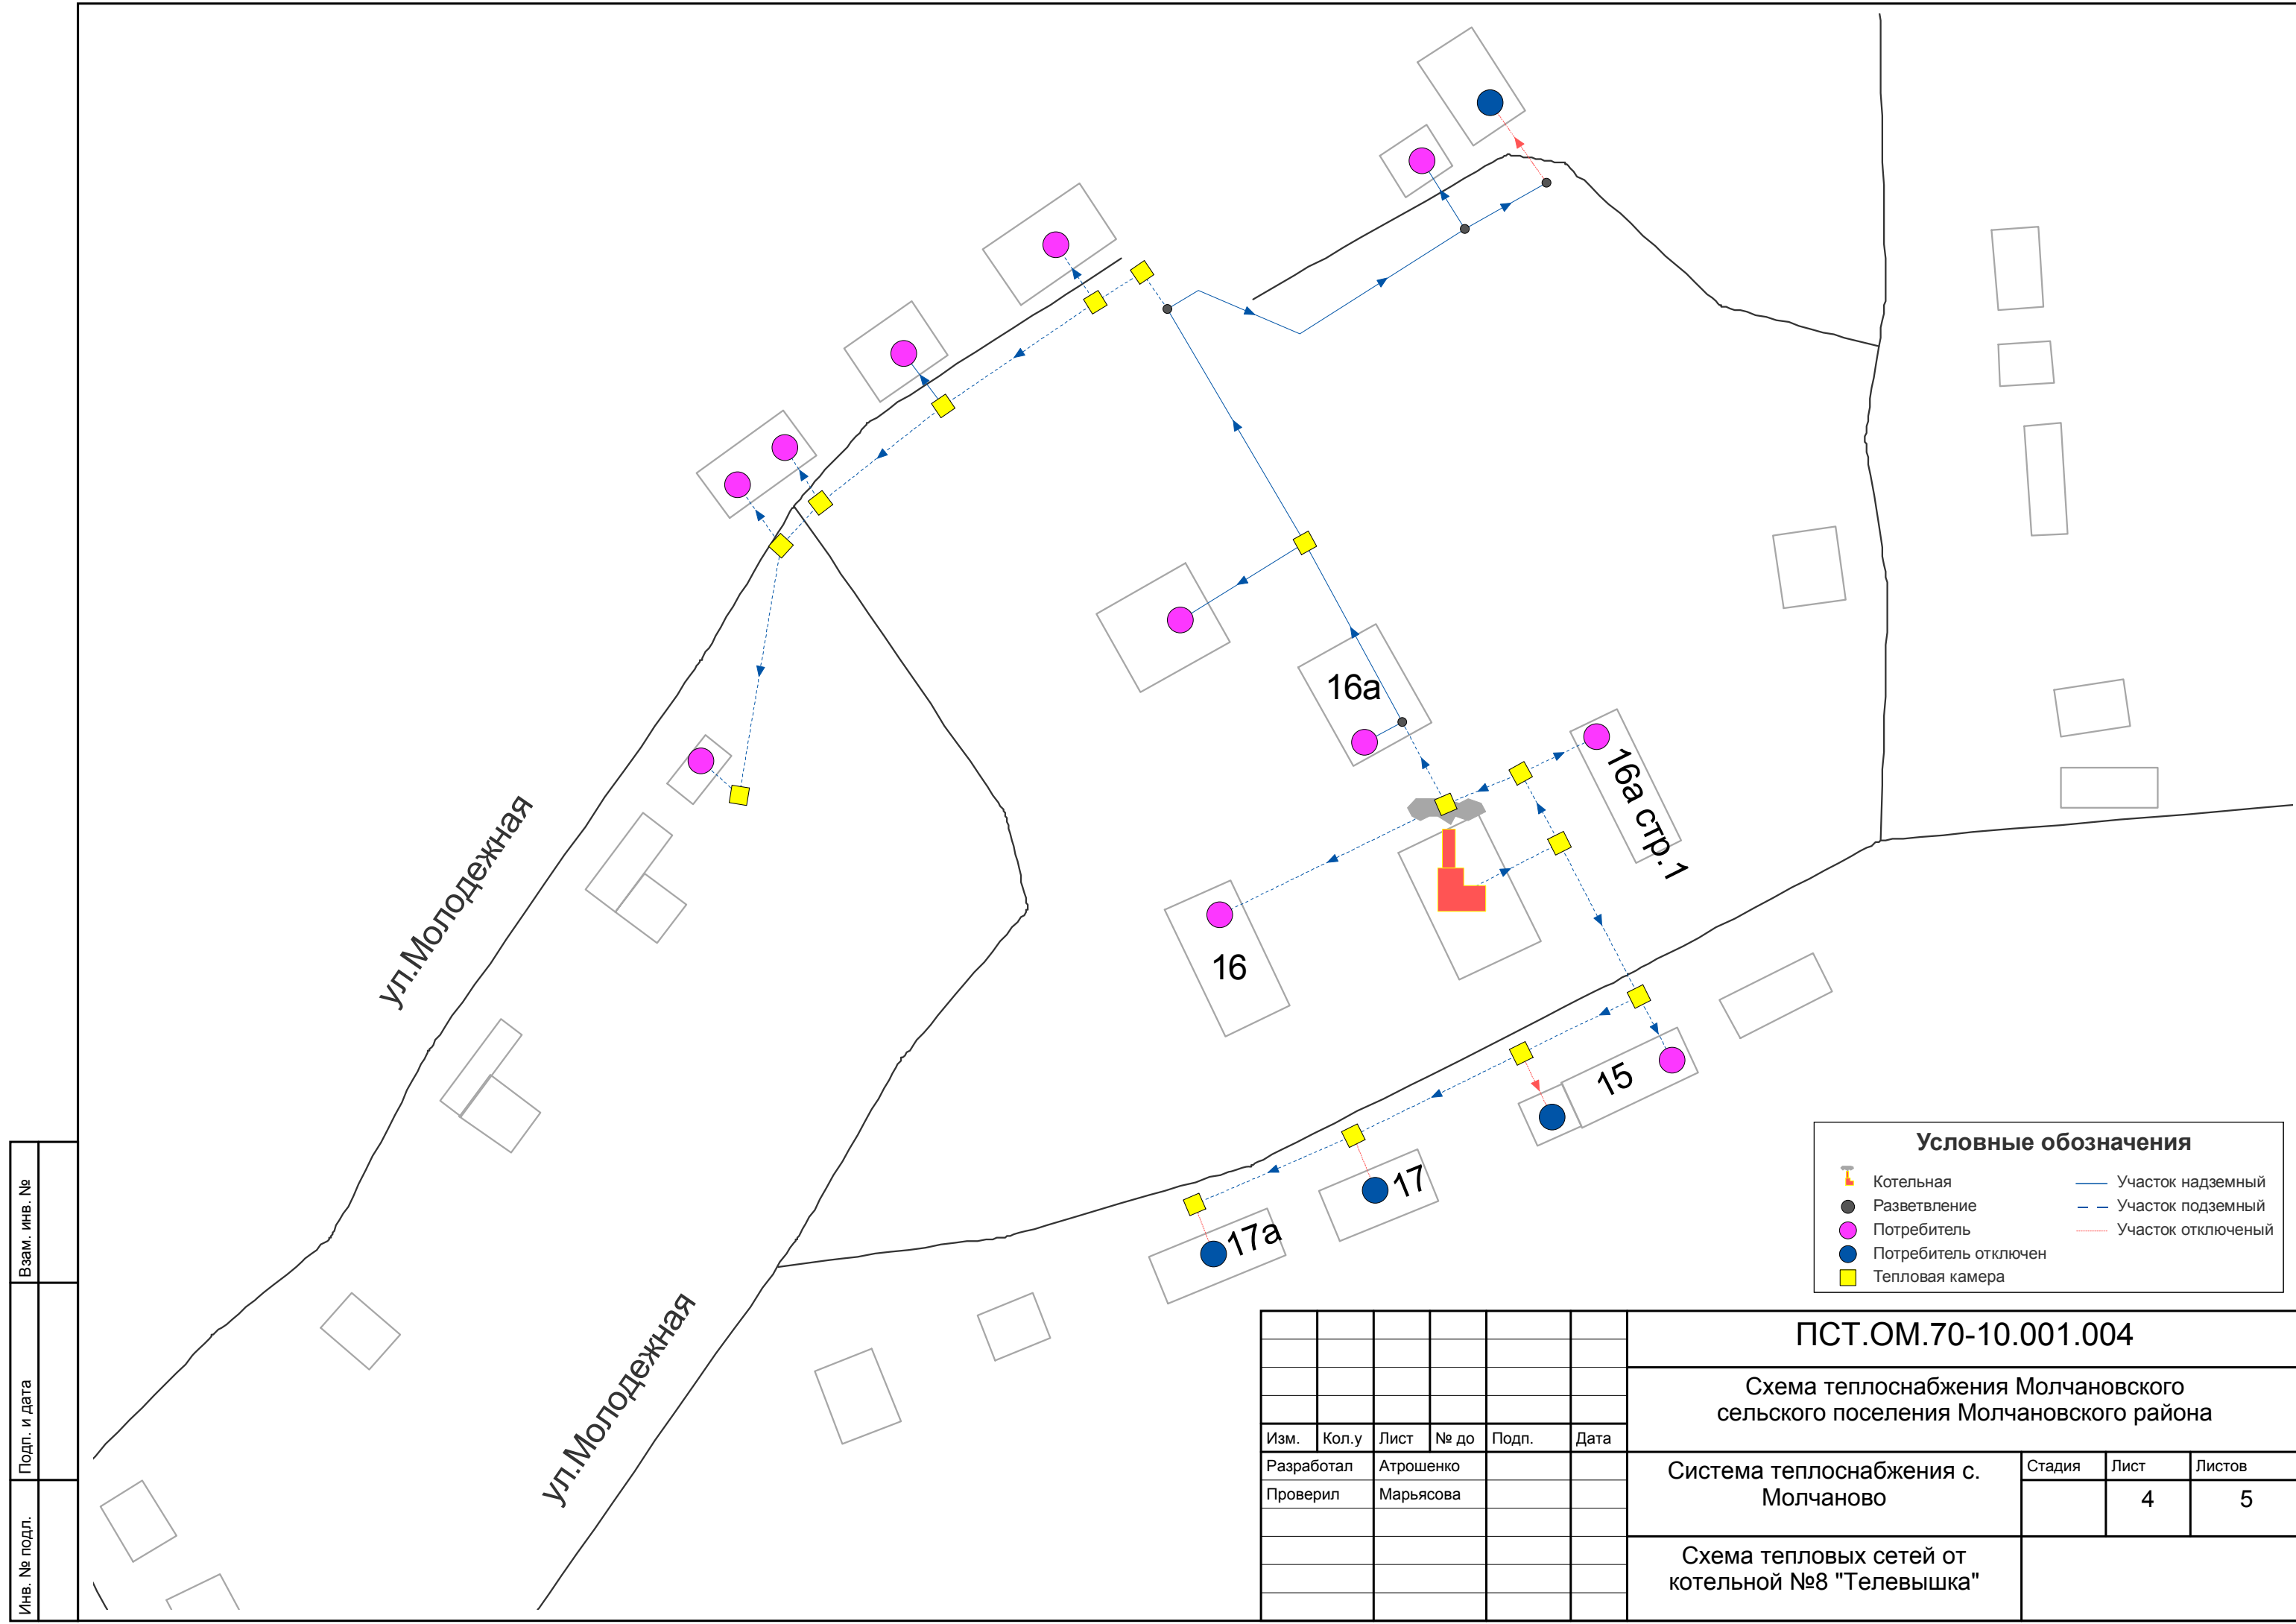 16а
16а стр.1
16
15
17
17а
ул.Молодежная
ул.Молодежная
Условные обозначения
Котельная
Разветвление
Потребитель
Потребитель отключен
Тепловая камера
Участок надземный
Участок подземный
Участок отключеный
Взам. инв. №
Подп. и дата
Инв. № подл.
ПСТ.ОМ.70-10.001.004
Схема теплоснабжения Молчановского
сельского поселения Молчановского района
Изм. Кол.у Лист № до Подп. Дата
Разработал Атрошенко
Проверил Марьясова
Система теплоснабжения с.
Молчаново
Стадия Лист Листов
4 5
Схема тепловых сетей от
котельной №8 "Телевышка"